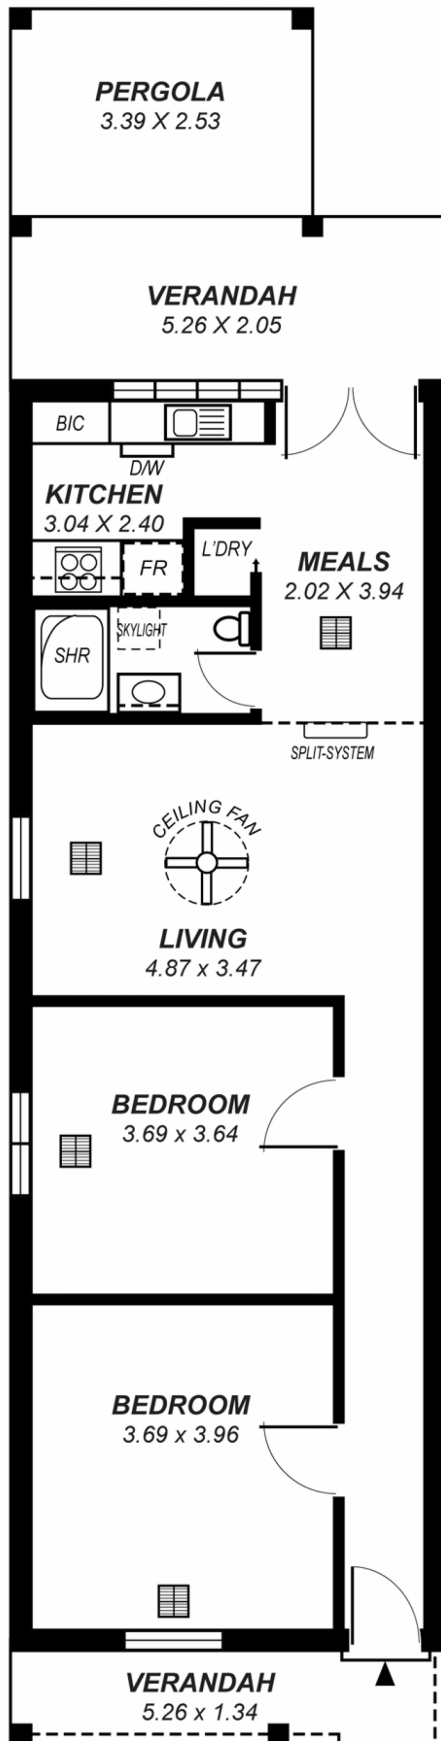 PERGOLA
3.39 X 2.53
VERANDAH
5.26 X 2.05
BIC
D/W
KITCHEN
3.04 X 2.40
L'DRY
FR
MEALS
2.02 X 3.94
SKYLIGHT
SHR
SPLIT-SYSTEM
CEILING FAN
LIVING
4.87 x 3.47
BEDROOM
3.69 x 3.64
BEDROOM
3.69 x 3.96
VERANDAH
5.26 x 1.34